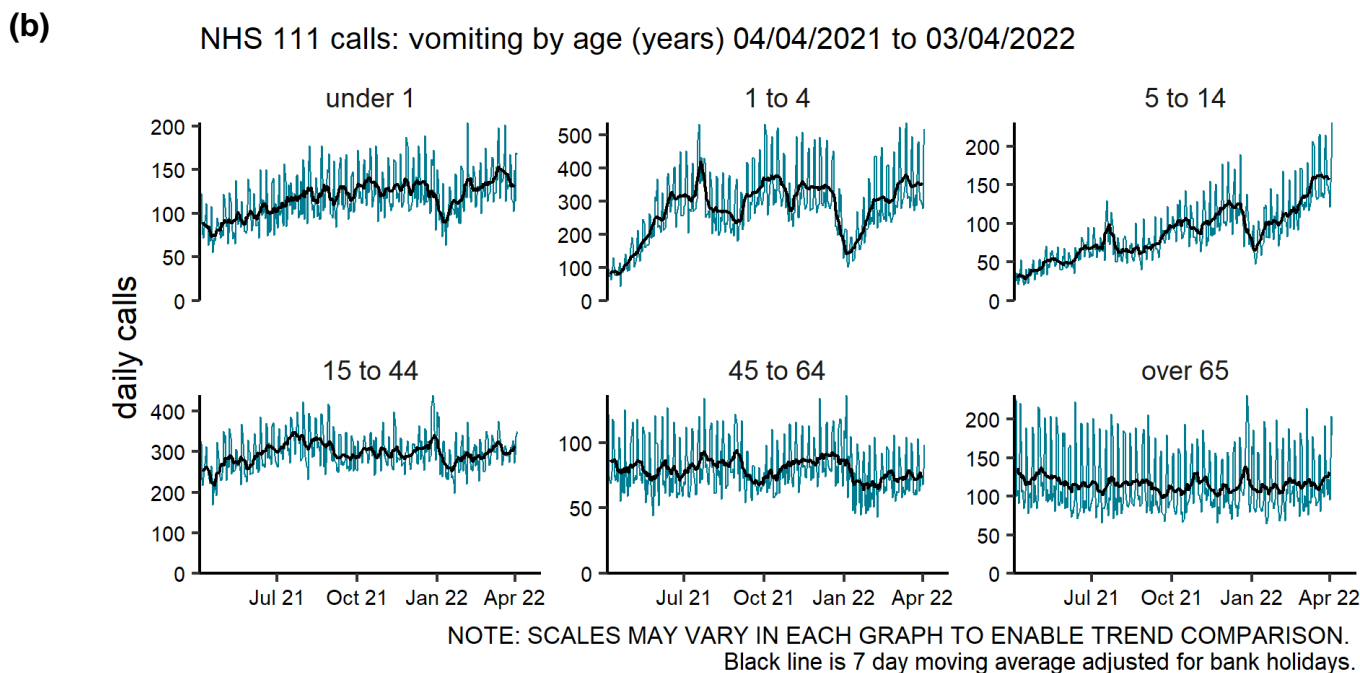 (b)
NHS 111 calls: vomiting by age (years) 04/04/2021 to 03/04/2022
daily calls
under 1
200
150
100
50
0
1 to 4
500
400
300
200
100
0
5 to 14
200
150
100
50
0
15 to 44
400
300
200
100
0
Jul 21 Oct 21 Jan 22 Apr 22
45 to 64
100
50
0
Jul 21 Oct 21 Jan 22 Apr 22
over 65
200
150
100
50
0
Jul 21 Oct 21 Jan 22 Apr 22
NOTE: SCALES MAY VARY IN EACH GRAPH TO ENABLE TREND COMPARISON.
Black line is 7 day moving average adjusted for bank holidays.